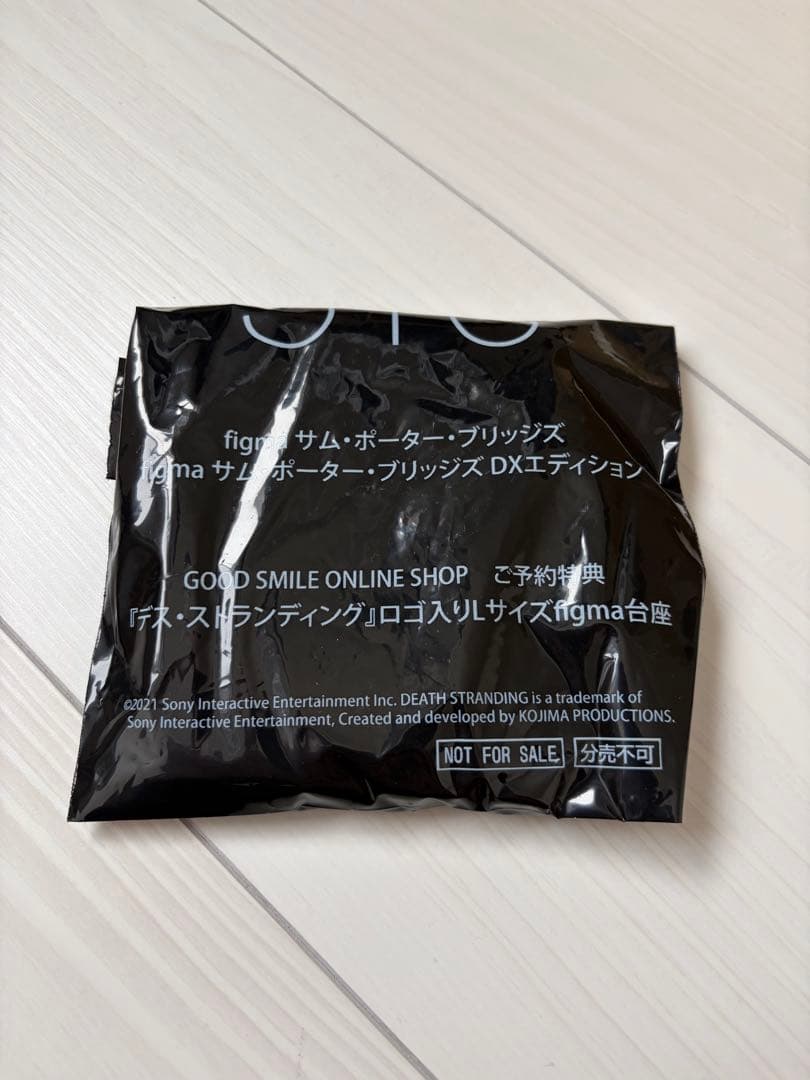 figma サム・ポーター・ブリッジズ
figma サム・ポーター・ブリッジズ DXエディション
GOOD SMILE ONLINE SHOP ご予約特典
『デス・ストランディング』ロゴ入りLサイズfigma台座
©2021 Sony Interactive Entertainment Inc. DEATH STRANDING is a trademark of
Sony Interactive Entertainment, Created and developed by KOJIMA PRODUCTIONS.
NOT FOR SALE 分売不可